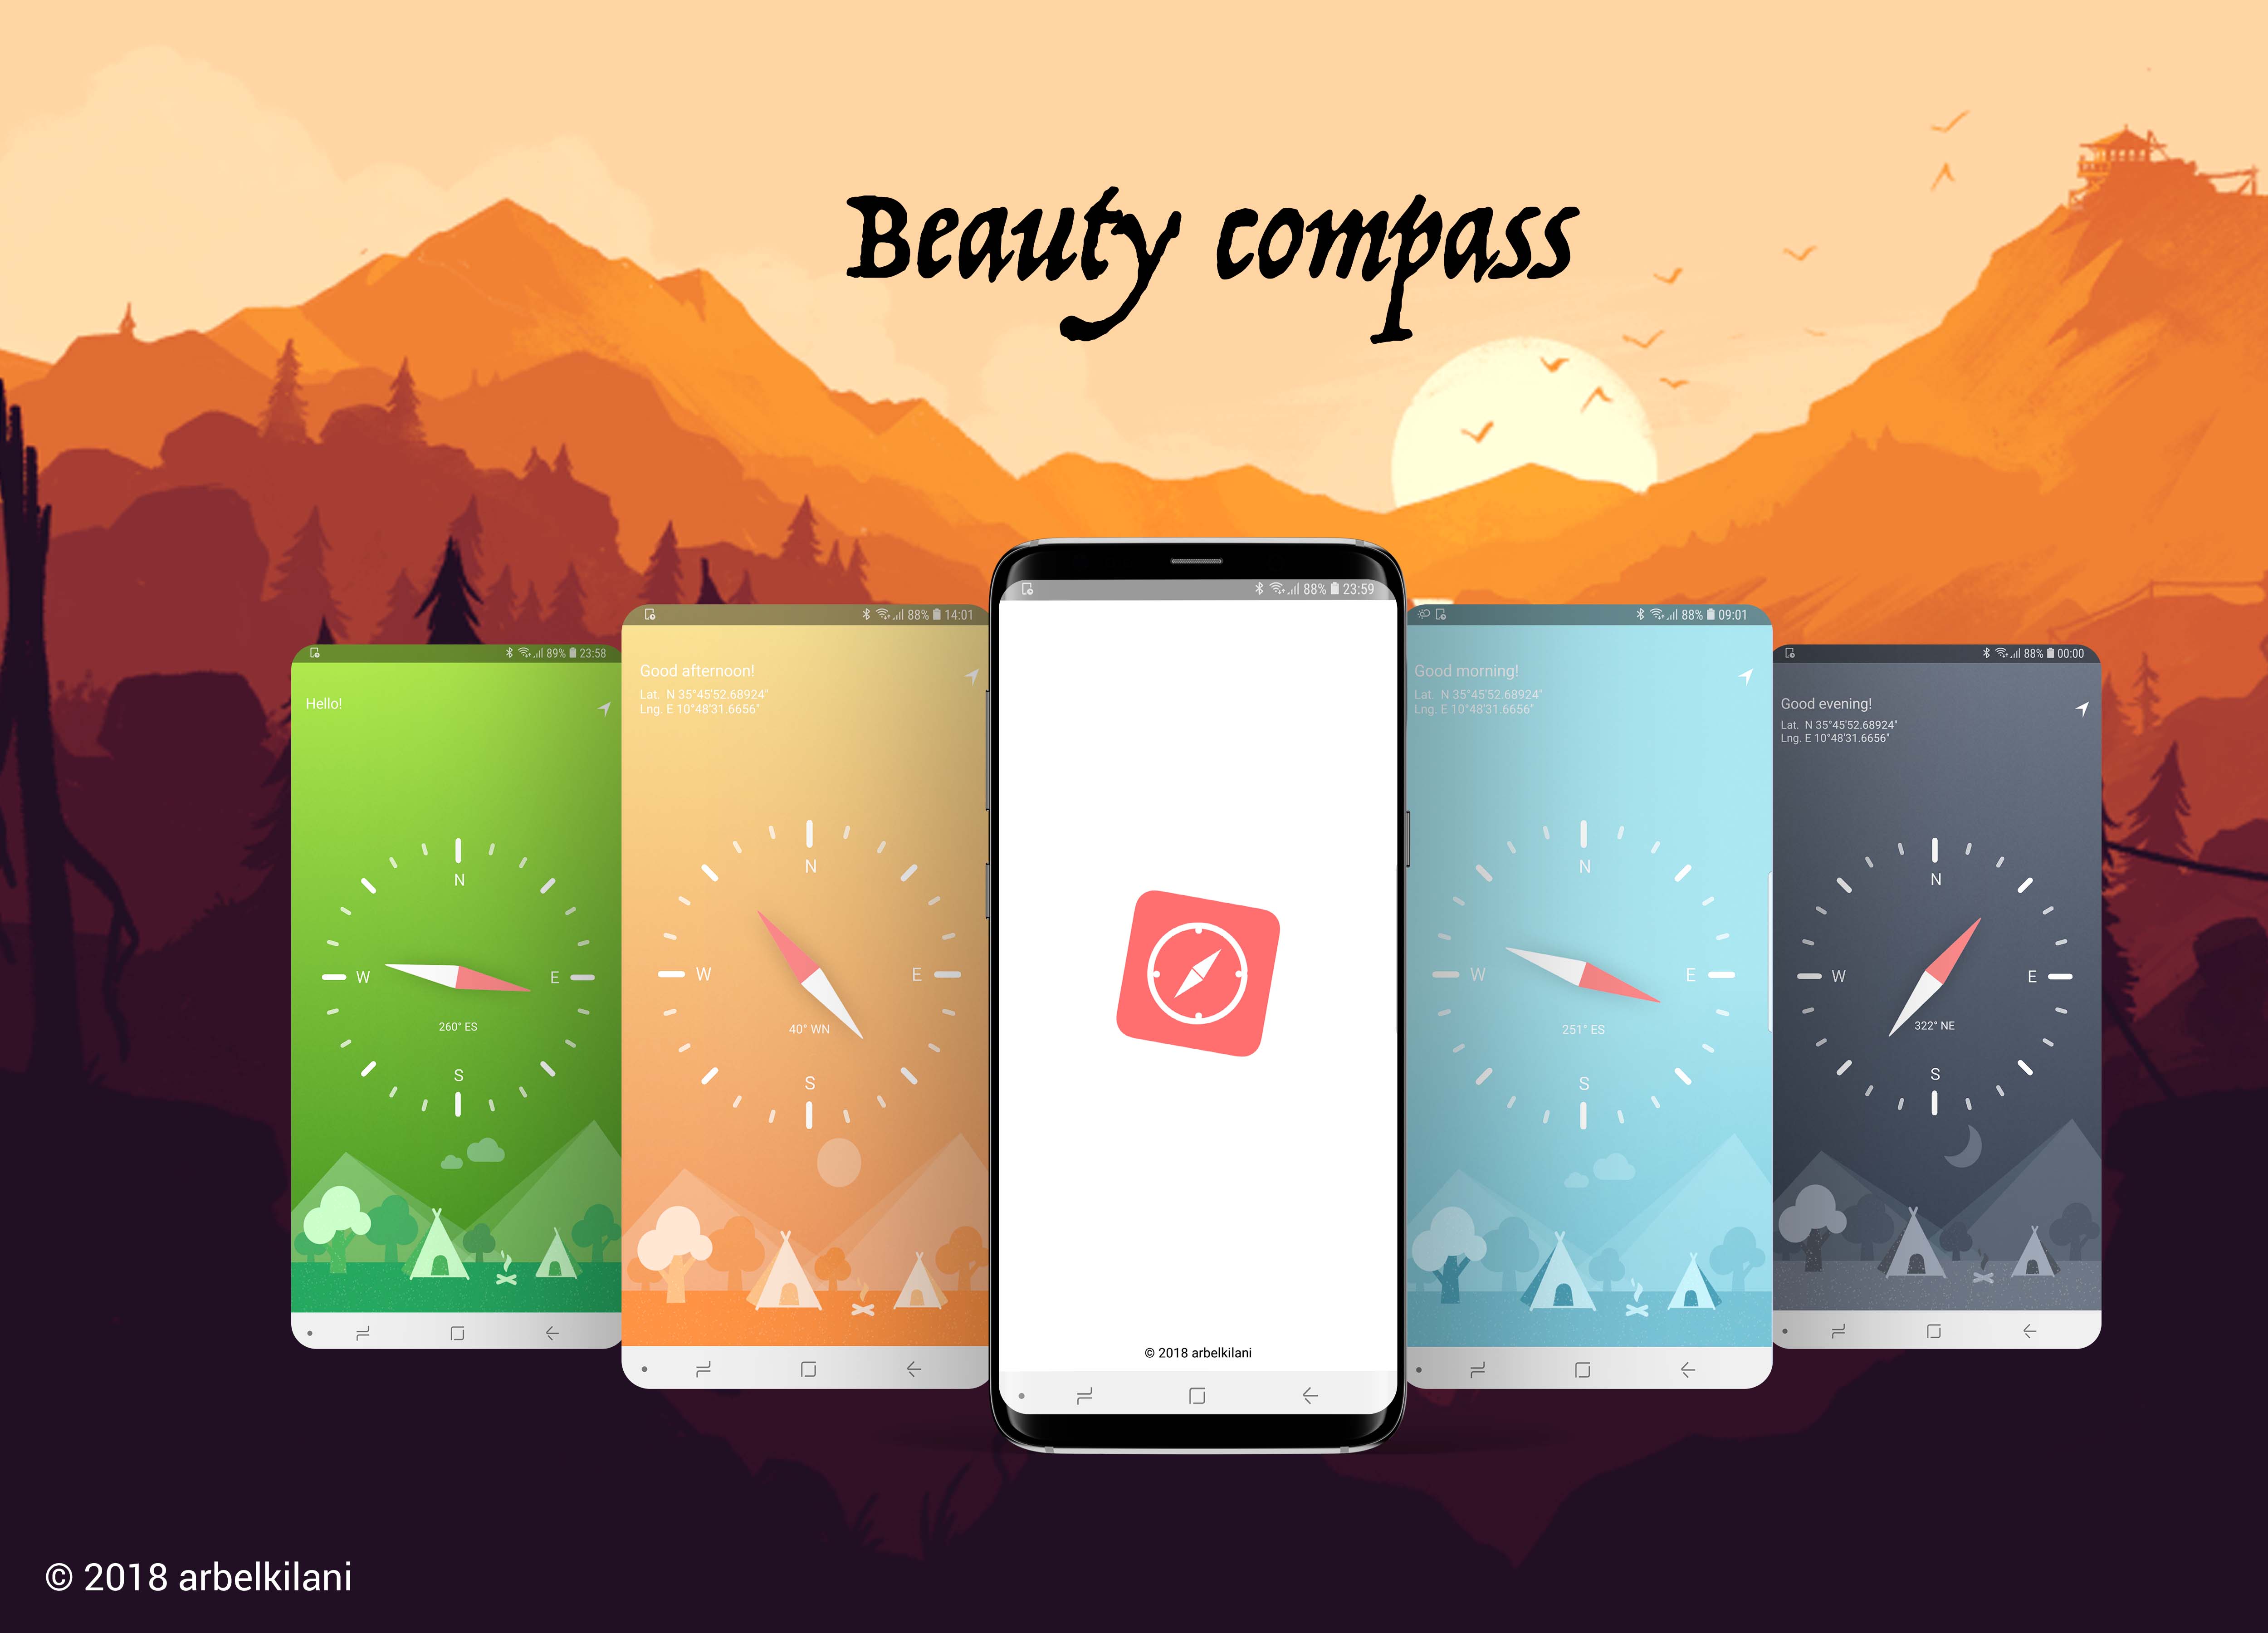 Beauty compass
89% 23:58
Hello!
N
W
E
260° ES
S
88% 14:01
Good afternoon!
Lat.  N 35°45'52.68924"
Lng. E 10°48'31.6656"
N
W
E
40° WN
S
88% 23:59
© 2018 arbelkilani
88% 09:01
Good morning!
Lat.  N 35°45'52.68924"
Lng. E 10°48'31.6656"
N
W
E
251° ES
S
88% 00:00
Good evening!
Lat.  N 35°45'52.68924"
Lng. E 10°48'31.6656"
N
W
E
322° NE
S
© 2018 arbelkilani